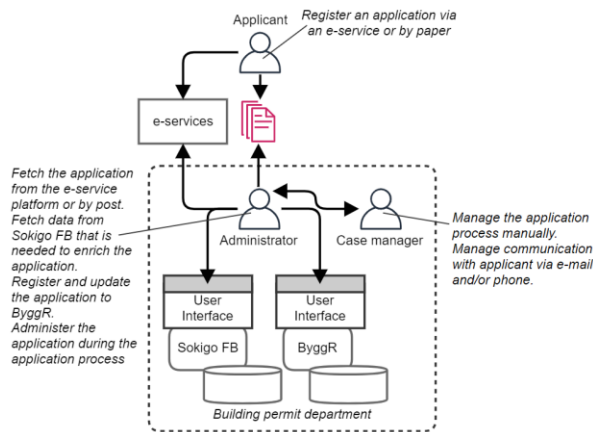 Applicant
Register an application via
an e-service or by paper
e-services
Fetch the application
from the e-service
platform or by post.
Fetch data from
Sokigo FB that is
needed to enrich the
application.
Register and update
the application to
ByggR.
Administer the
application during the
application process
Administrator
Case manager
Manage the application
process manually.
Manage communication
with applicant via e-mail
and/or phone.
User
Interface
Sokigo FB
User
Interface
ByggR
Building permit department